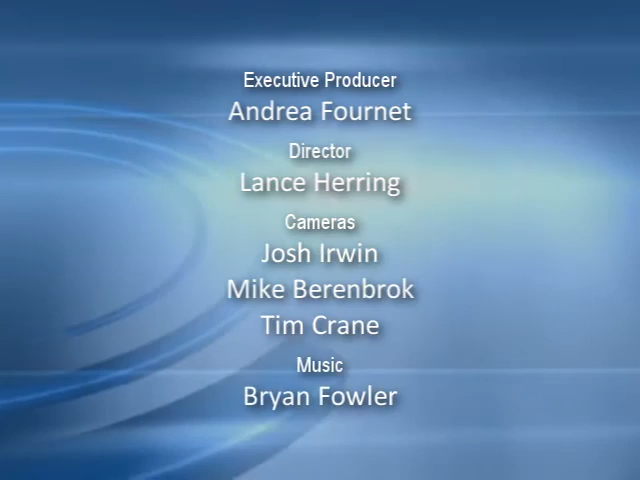 Executive Producer
Andrea Fournet
Director
Lance Herring
Cameras
Josh Irwin
Mike Berenbrok
Tim Crane
Music
Bryan Fowler